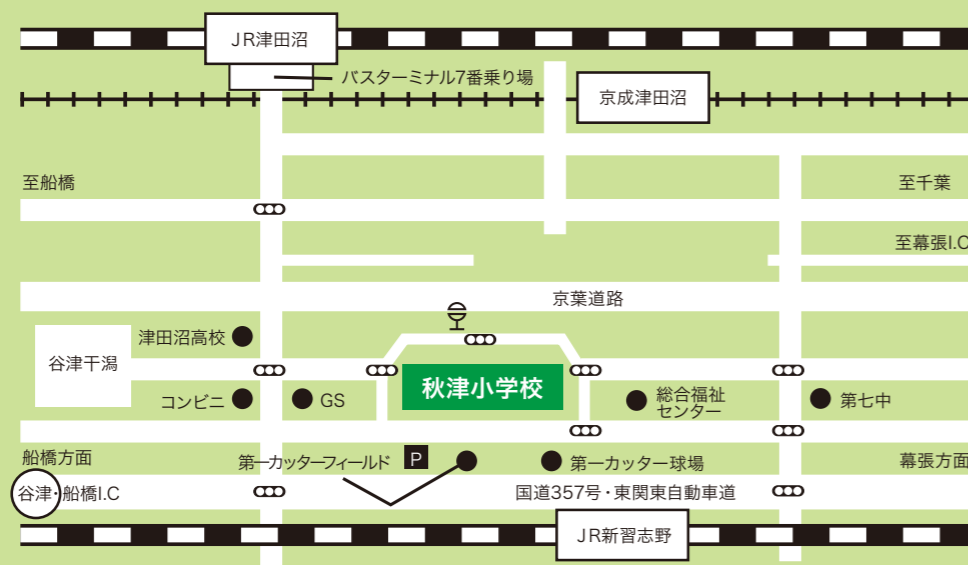 JR津田沼
バスターミナル7番乗り場
京成津田沼
至船橋
至千葉
至幕張I.C
京葉道路
津田沼高校
谷津干潟
秋津小学校
コンビニ
GS
総合福祉
センター
第七中
船橋方面
第一カッターフィールド
P
第一カッター球場
幕張方面
谷津・船橋I.C
国道357号・東関東自動車道
JR新習志野